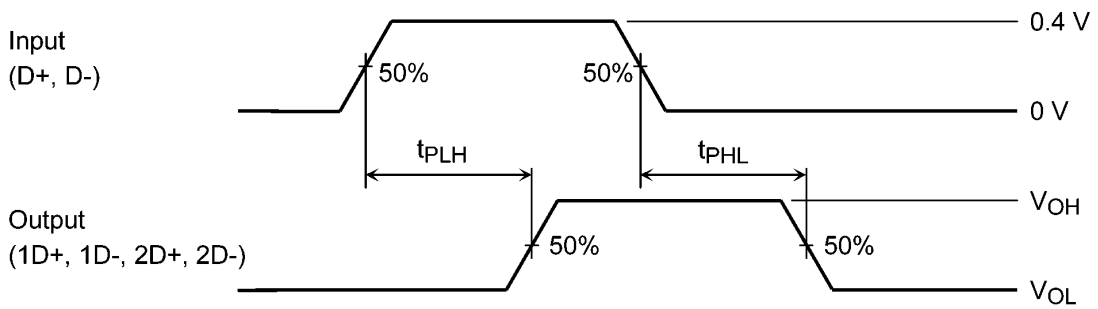 Input
(D+, D-)
50%
50%
0.4 V
0 V
tPLH
tPHL
Output
(1D+, 1D-, 2D+, 2D-)
50%
50%
VOH
VOL